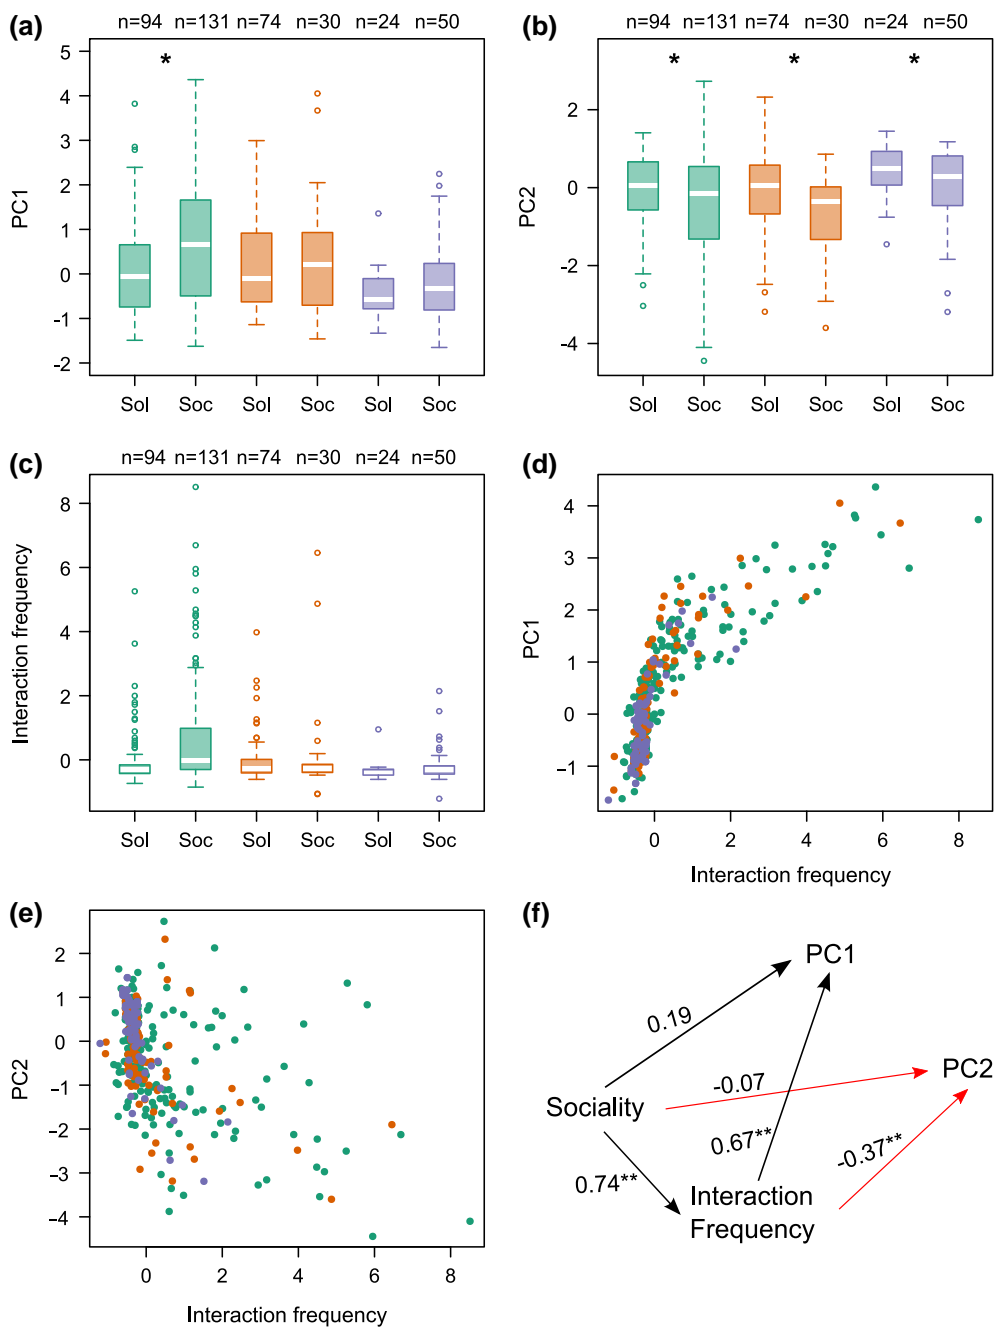 (a) n=94 n=131 n=74 n=30 n=24 n=50
*
PC1
5
4
3
2
1
0
-1
-2
Sol Soc Sol Soc Sol Soc
(b) n=94 n=131 n=74 n=30 n=24 n=50
* * *
PC2
2
0
-2
-4
Sol Soc Sol Soc Sol Soc
(c) n=94 n=131 n=74 n=30 n=24 n=50
Interaction frequency
8
6
4
2
0
Sol Soc Sol Soc Sol Soc
(d)
PC1
4
3
2
1
0
-1
0 2 4 6 8
Interaction frequency
(e)
PC2
2
1
0
-1
-2
-3
-4
0 2 4 6 8
Interaction frequency
(f)
PC1
0.19
PC2
-0.07
Sociality
0.67**
-0.37**
0.74**
Interaction
Frequency